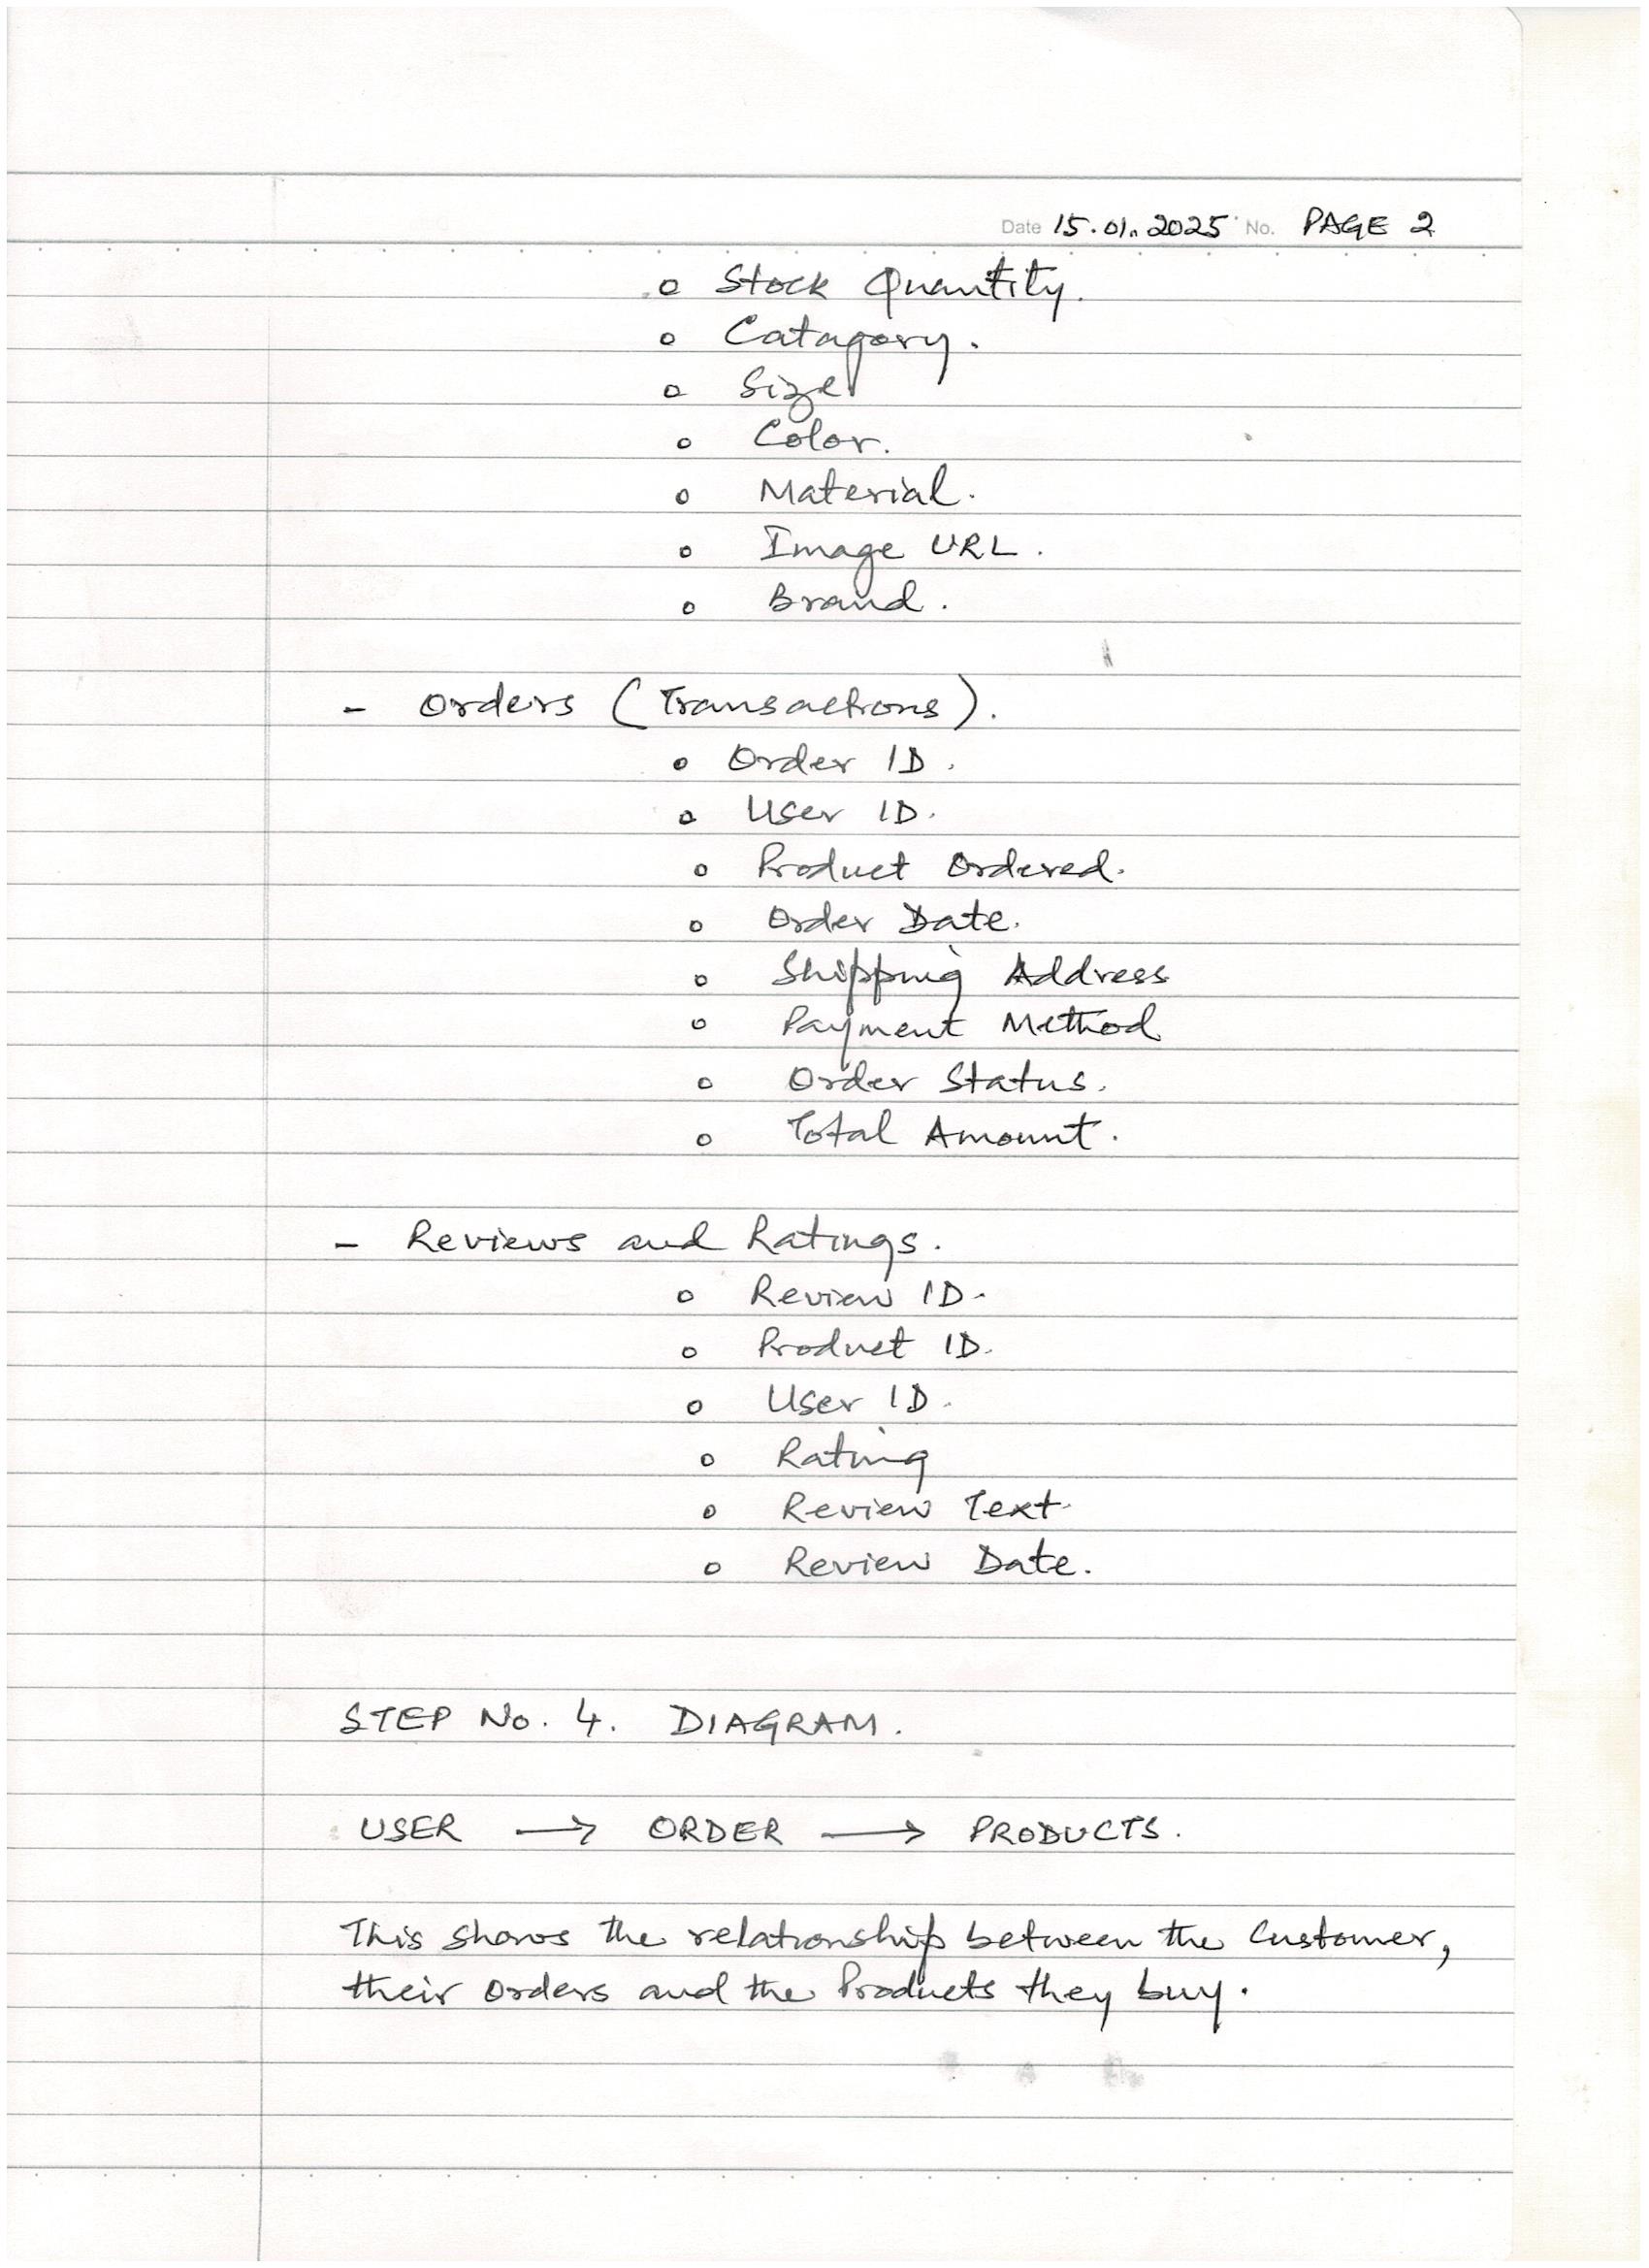 Date 15.01.2025 No. PAGE 2
o Stock Quantity.
o Catagory.
o Size
o Color.
o Material.
o Image URL.
o Brand.
- Orders (Transactions).
o Order ID.
o User ID.
o Product Ordered.
o Order Date.
o Shipping Address
o Payment Method
o Order Status.
o Total Amount.
- Reviews and Ratings.
o Review ID.
o Product ID.
o User ID.
o Rating
o Review Text.
o Review Date.
STEP No. 4. DIAGRAM.
USER → ORDER → PRODUCTS.
This shows the relationship between the Customer,
their Orders and the Products they buy.